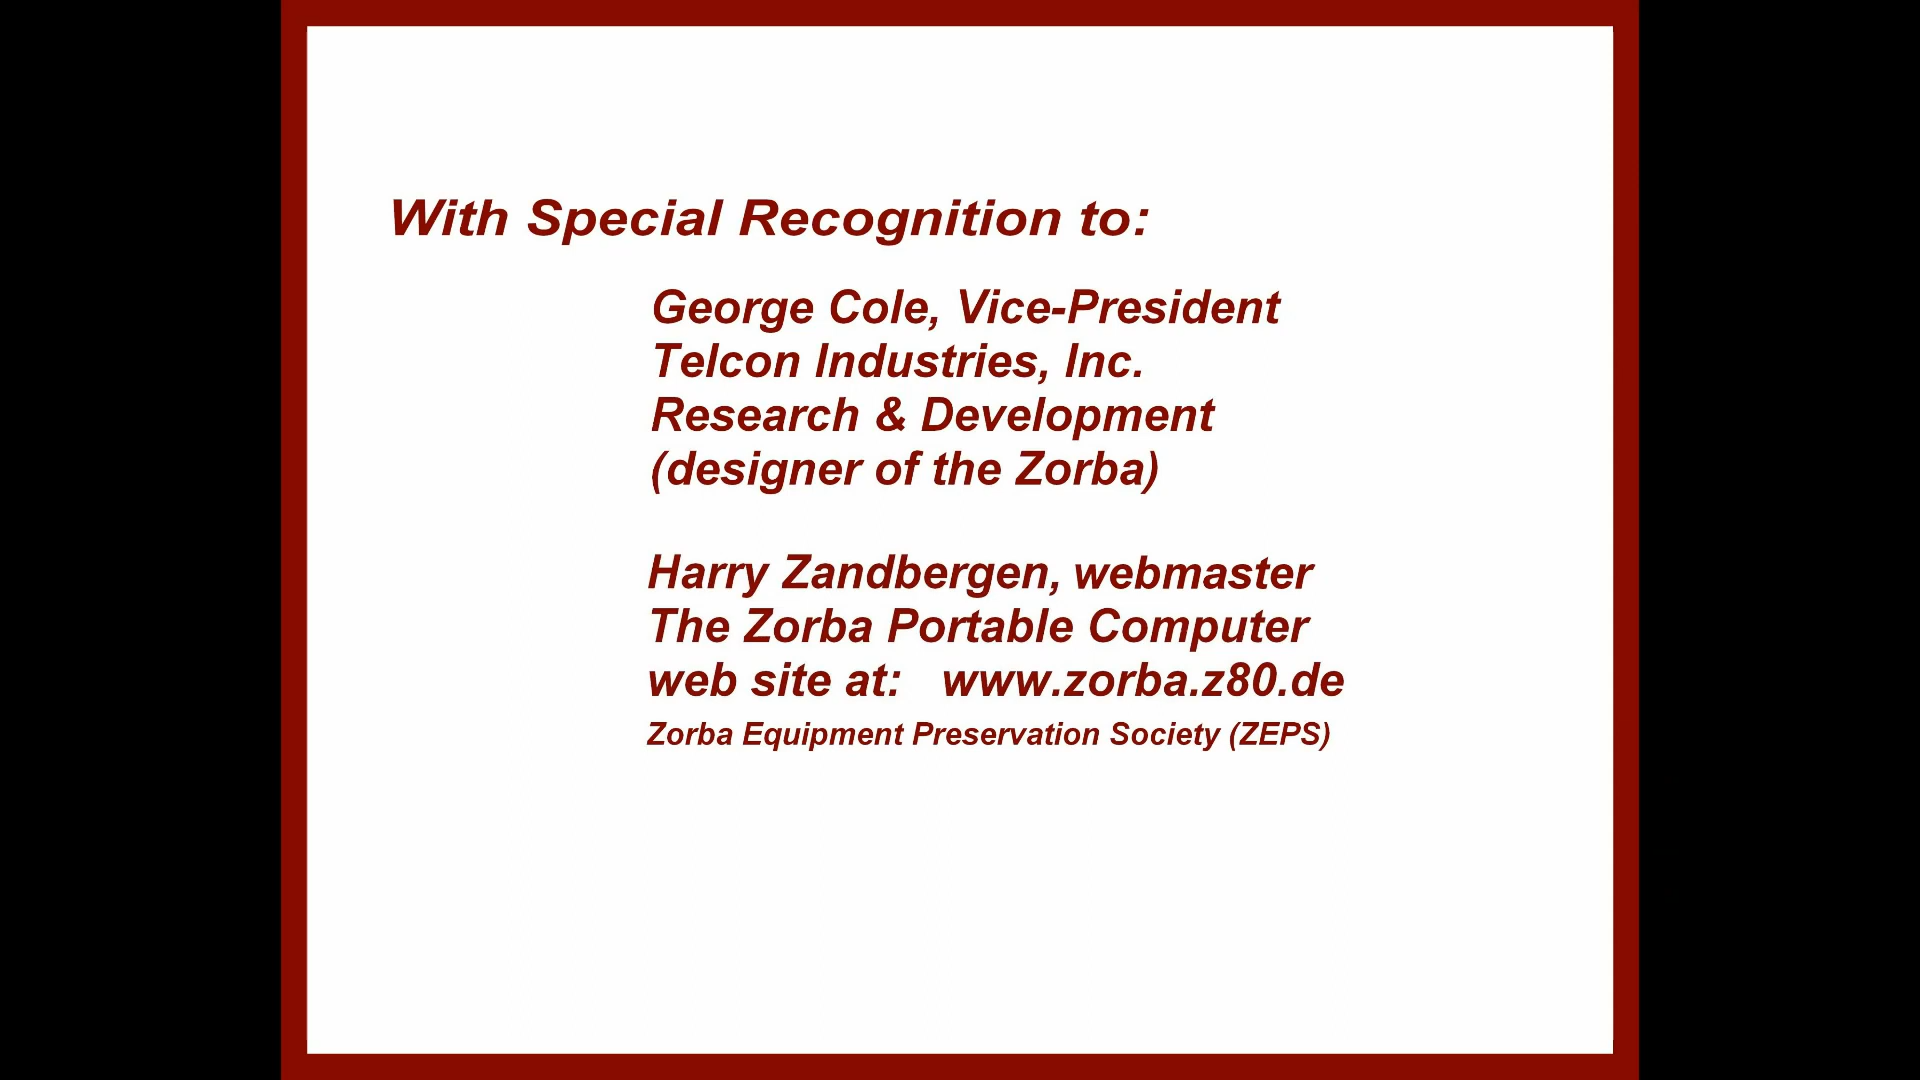 With Special Recognition to:
George Cole, Vice-President
Telcon Industries, Inc.
Research & Development
(designer of the Zorba)
Harry Zandbergen, webmaster
The Zorba Portable Computer
web site at: www.zorba.z80.de
Zorba Equipment Preservation Society (ZEPS)